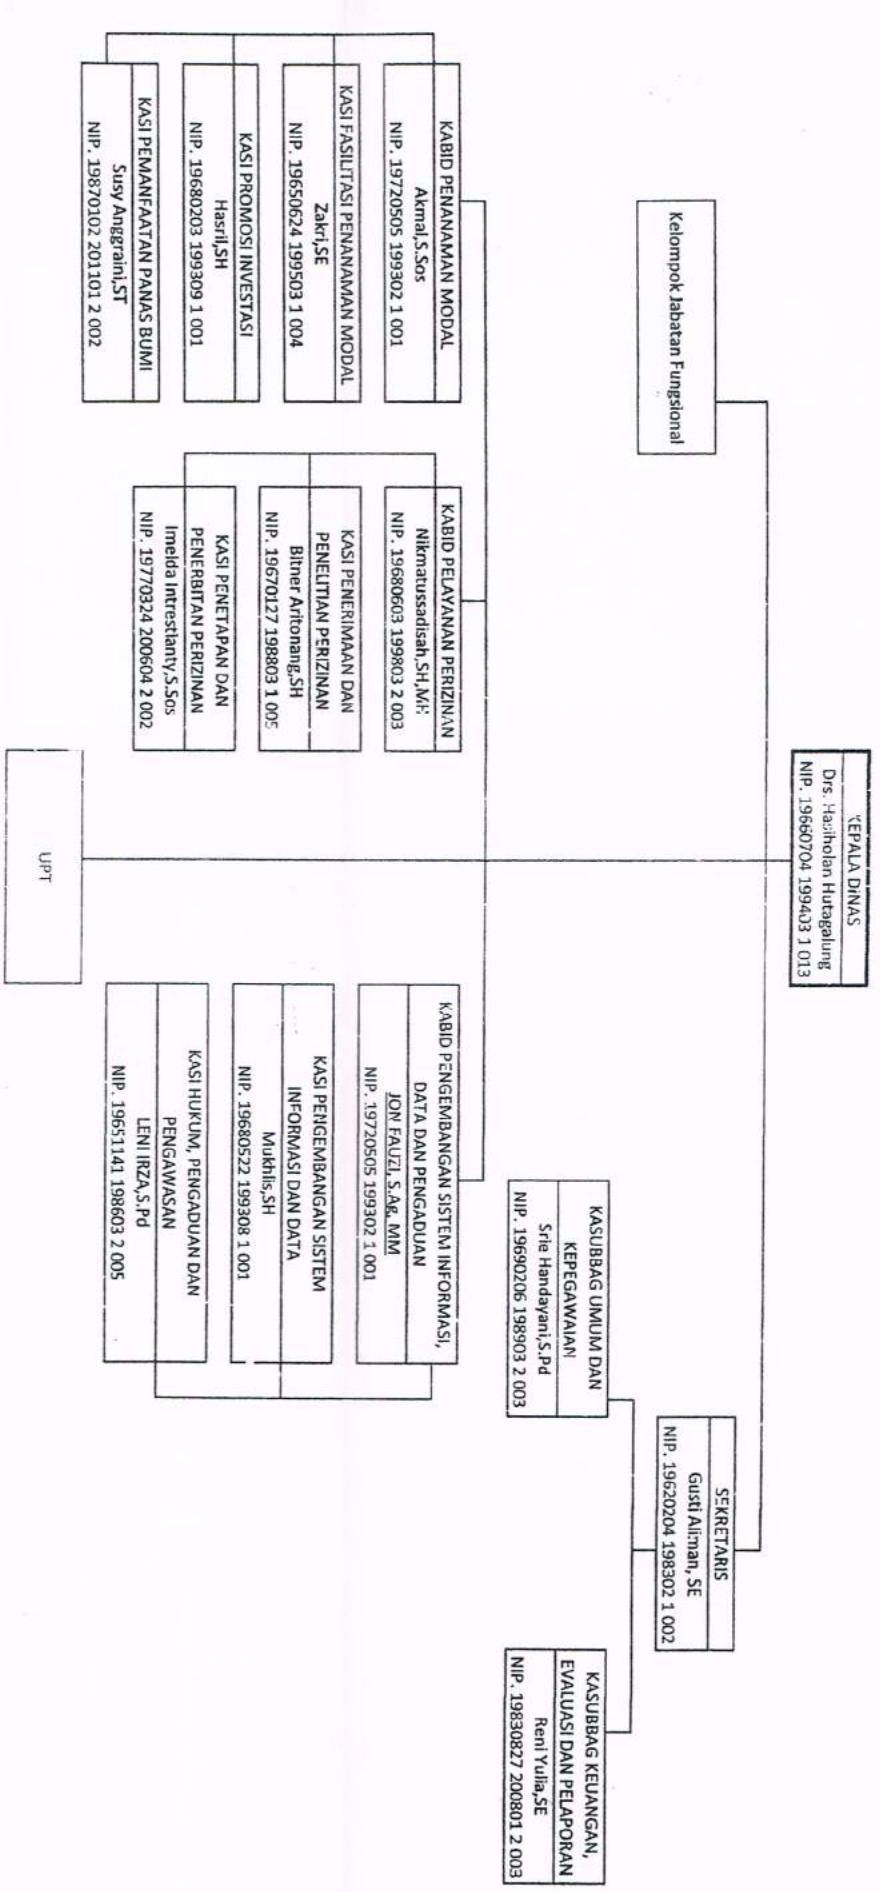 KEPALA DINAS
Drs. Hasiholan Hutagalung
NIP. 19660704 199403 1 013
Kelompok Jabatan Fungsional
SEKRETARIS
Gusti Aliman, SE
NIP. 19620204 198302 1 002
KASUBBAG UMUM DAN
KEPEGAWAIAN
Srie Handayani,S.Pd
NIP. 19690206 198903 2 003
KASUBBAG KEUANGAN,
EVALUASI DAN PELAPORAN
Reni Yulia,SE
NIP. 19830827 200801 2 003
KABID PENANAMAN MODAL
Akmal,S.Sos
NIP. 19720505 199302 1 001
KASI FASILITASI PENANAMAN MODAL
Zakri,SE
NIP. 19650624 199503 1 004
KASI PROMOSI INVESTASI
Hasril,SH
NIP. 19680203 199309 1 001
KASI PEMANFAATAN PANAS BUMI
Susy Anggraini,ST
NIP. 19870102 201101 2 002
KABID PELAYANAN PERIZINAN
Nikmatussadisah,SH,MH
NIP. 19680603 199803 2 003
KASI PENERIMAAN DAN
PENELITIAN PERIZINAN
Bitner Aritonang,SH
NIP. 19670127 198803 1 005
KASI PENETAPAN DAN
PENERBITAN PERIZINAN
Imelda Intrestianty,S.Sos
NIP. 19770324 200604 2 002
KABID PENGEMBANGAN SISTEM INFORMASI,
DATA DAN PENGADUAN
JON FAUZI, S.Ag, MM
NIP. 19720505 199302 1 001
KASI PENGEMBANGAN SISTEM
INFORMASI DAN DATA
Mukhlis,SH
NIP. 19680522 199308 1 001
KASI HUKUM, PENGADUAN DAN
PENGAWASAN
LENI IRZA,S.Pd
NIP. 19651141 198603 2 005
UPT